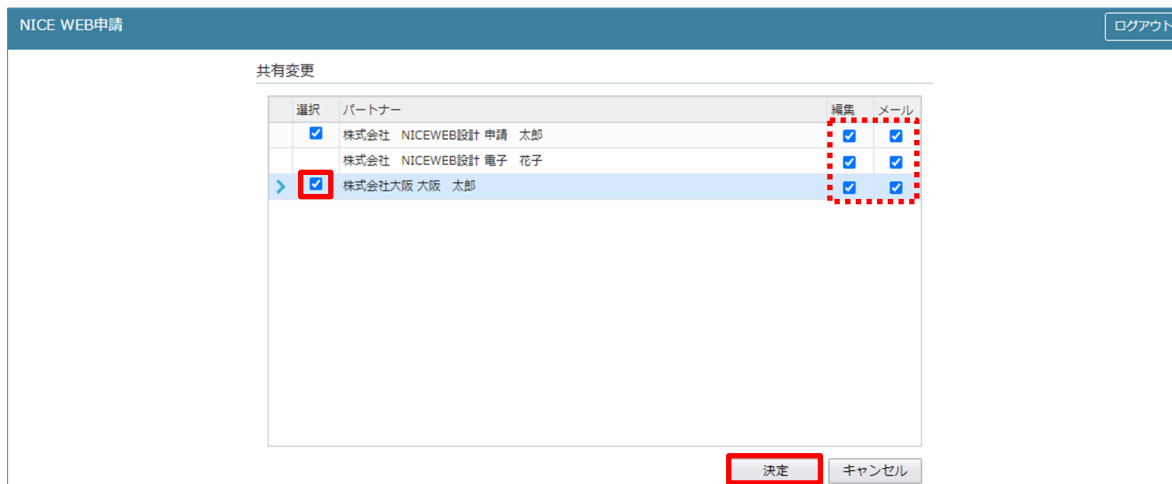 NICE WEB申請 ログアウト
共有変更
選択 パートナー 編集 メール
株式会社　NICEWEB設計 申請　太郎
株式会社　NICEWEB設計 電子　花子
株式会社大阪 大阪　太郎
決定 キャンセル